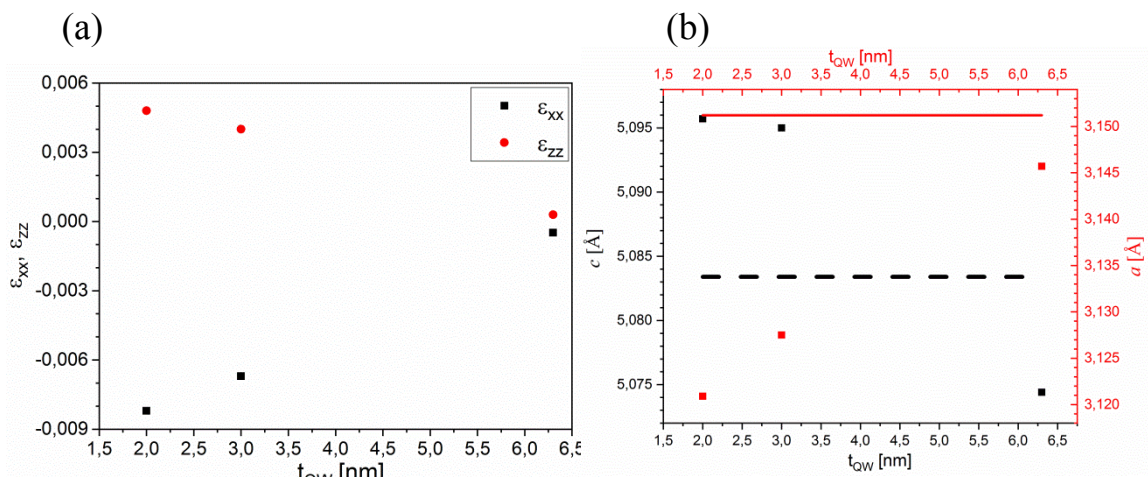 (a)
0,006
0,003
0,000
-0,003
-0,006
-0,009
εxx, εzz
εxx
εzz
1,5 2,0 2,5 3,0 3,5 4,0 4,5 5,0 5,5 6,0 6,5
tQW [nm]
(b)
tQW [nm]
1,5 2,0 2,5 3,0 3,5 4,0 4,5 5,0 5,5 6,0 6,5
5,095
5,090
5,085
5,080
5,075
c [Å]
3,150
3,145
3,140
3,135
3,130
3,125
3,120
a [Å]
1,5 2,0 2,5 3,0 3,5 4,0 4,5 5,0 5,5 6,0 6,5
tQW [nm]